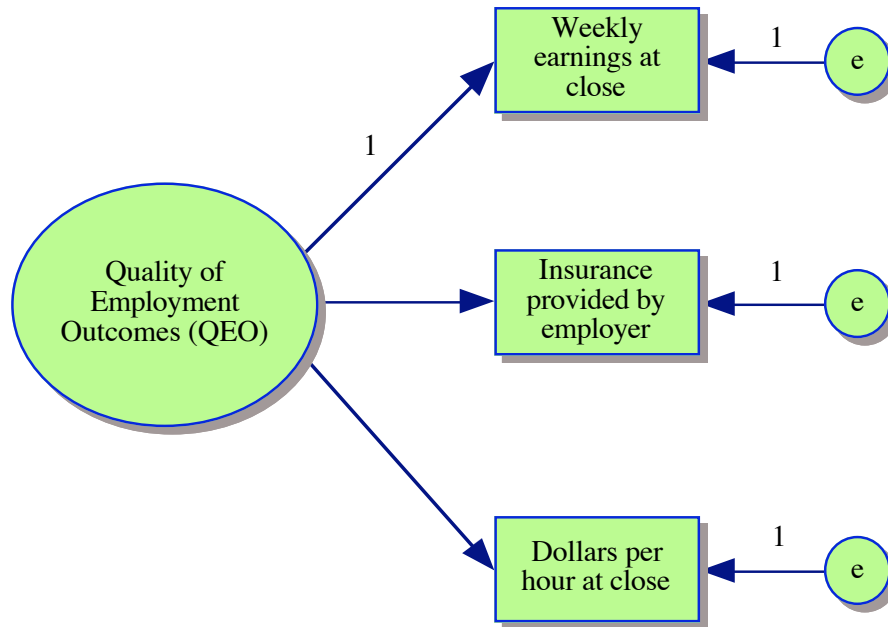 Weekly
earnings at
close
1
e
1
Quality of
Employment
Outcomes (QEO)
Insurance
provided by
employer
1
e
Dollars per
hour at close
1
e